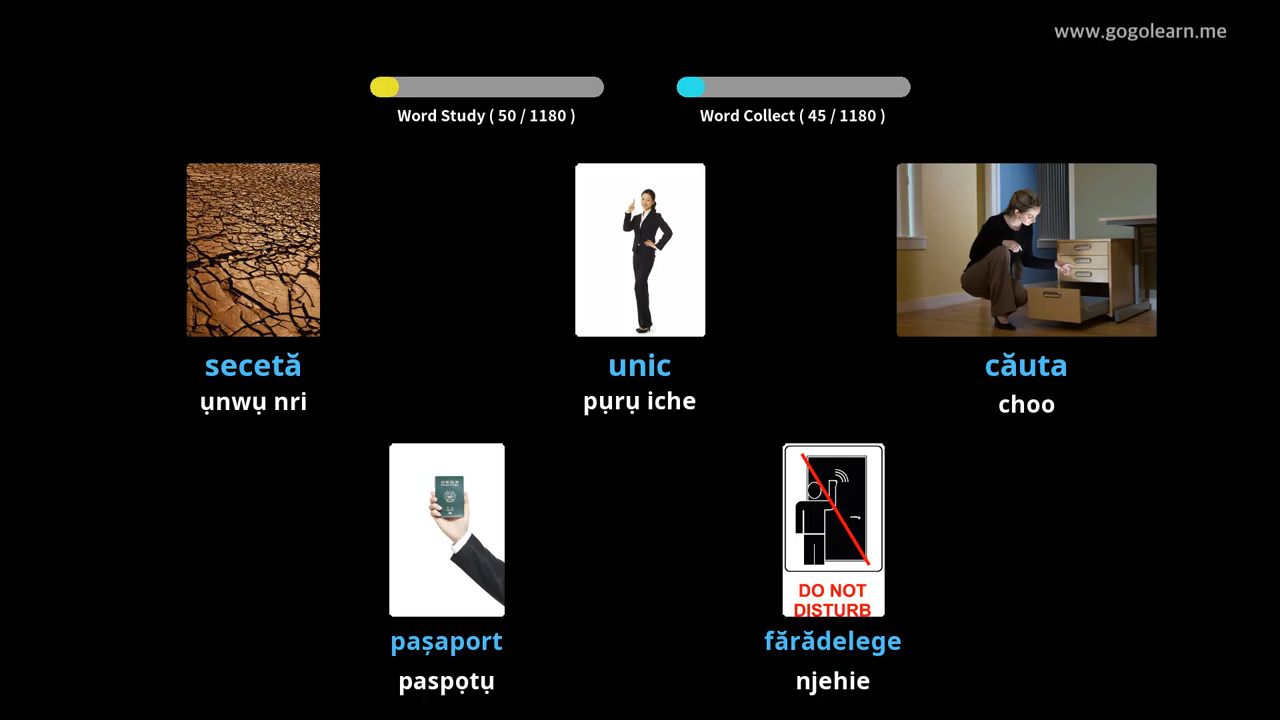 www.gogolearn.me
Word Study ( 50 / 1180 )
Word Collect ( 45 / 1180 )
secetă
unic
căuta
ụnwụ nri
pụrụ iche
choo
DO NOT
DISTURB
pașaport
fărădelege
paspọtụ
njehie